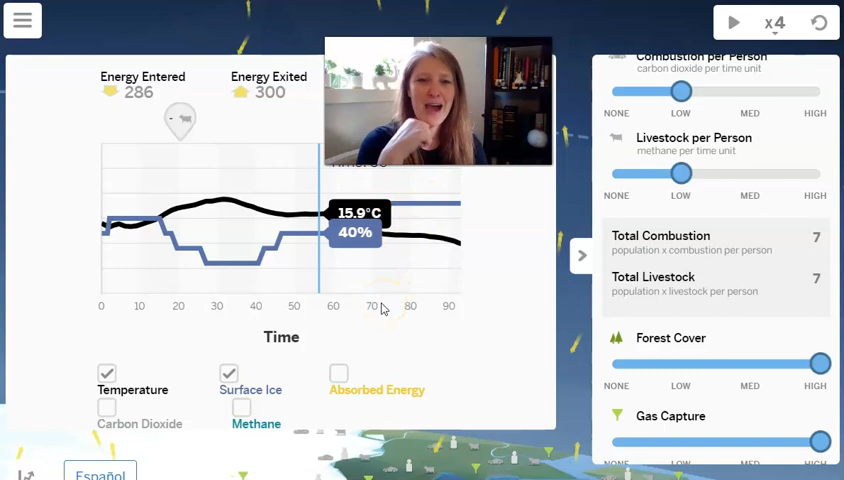 Energy Entered
286
Energy Exited
300
-
15.9°C
40%
0 10 20 30 40 50 60 70 80 90
Time
Temperature
Surface Ice
Absorbed Energy
Carbon Dioxide
Methane
Español
x4
Combustion per Person
carbon dioxide per time unit
NONE LOW MED HIGH
Livestock per Person
methane per time unit
NONE LOW MED HIGH
Total Combustion 7
population x combustion per person
Total Livestock 7
population x livestock per person
Forest Cover
NONE LOW MED HIGH
Gas Capture
NONE LOW MED HIGH